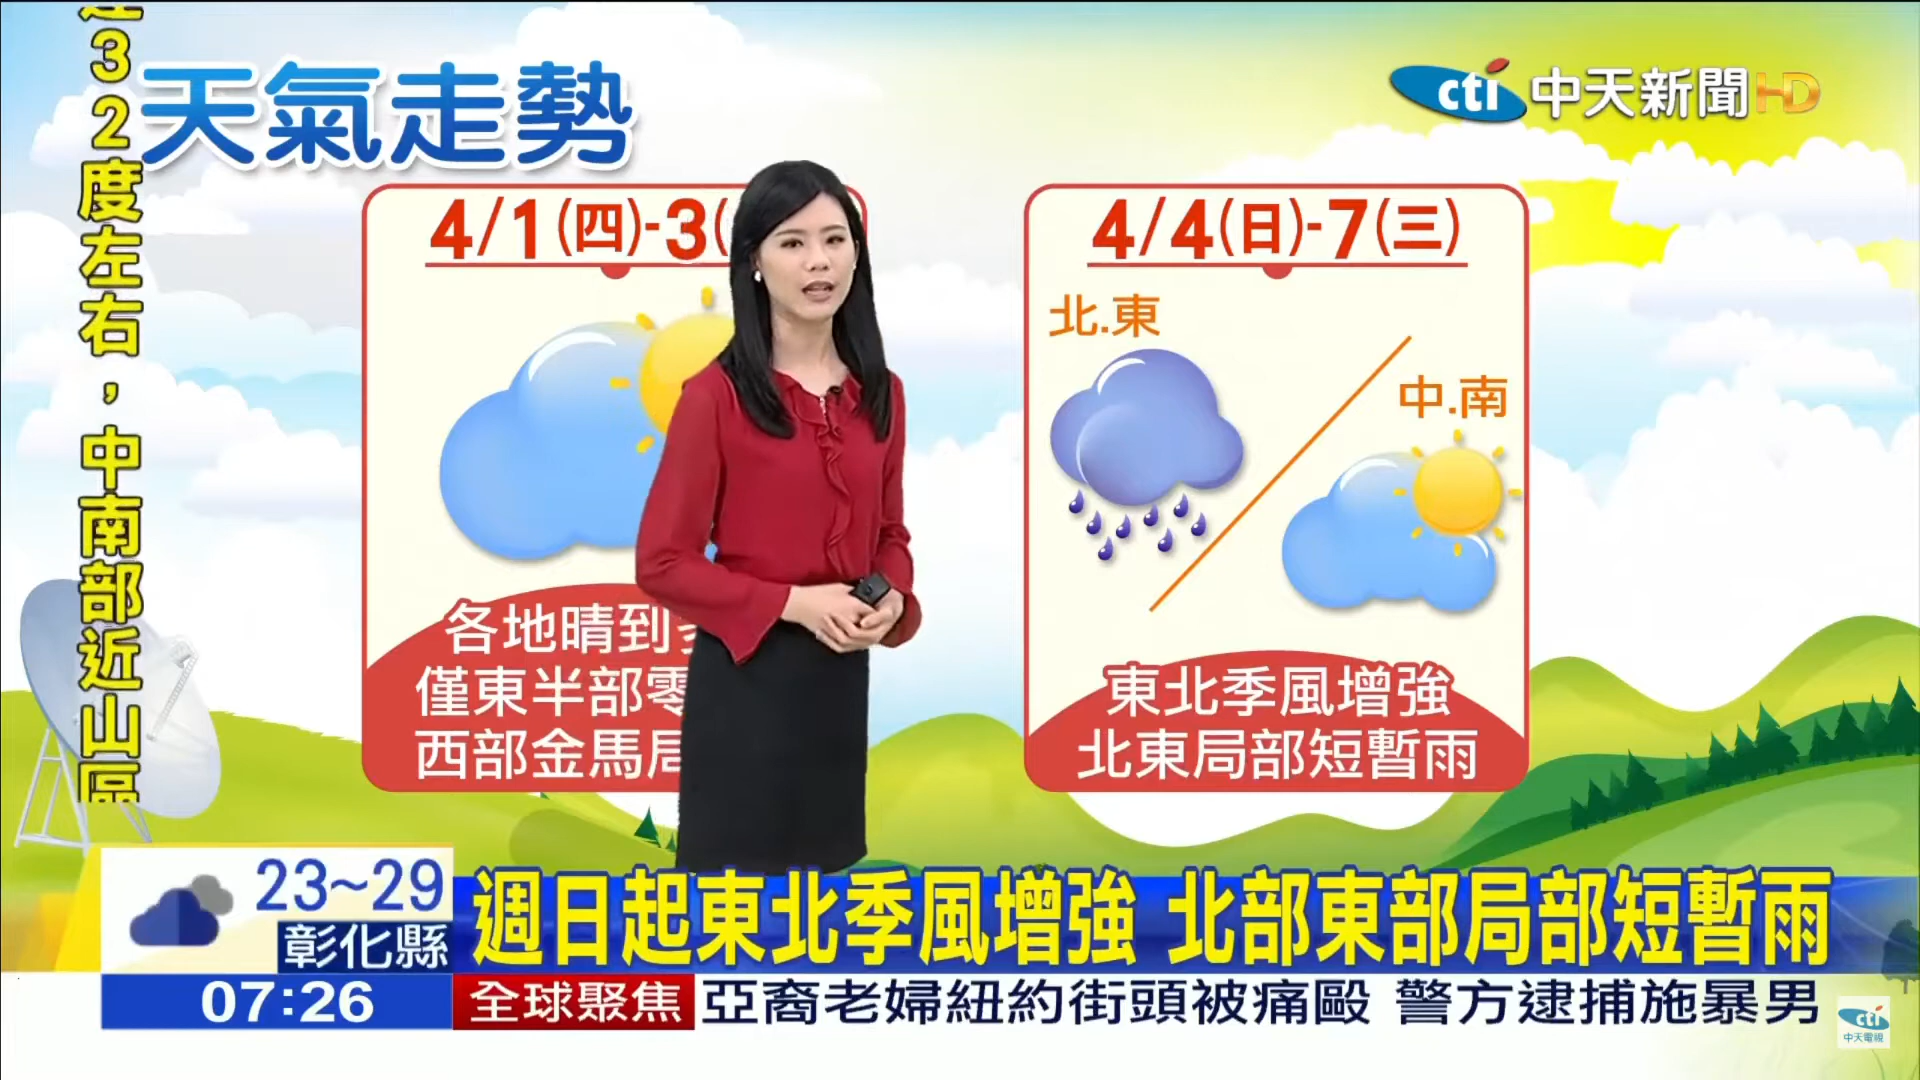 天氣走勢
cti 中天新聞HD
32度左右，中南部近山區
4/1(四)-3(
各地晴到
僅東半部零
西部金馬局
4/4(日)-7(三)
北.東
中.南
東北季風增強
北東局部短暫雨
23~29
彰化縣
週日起東北季風增強 北部東部局部短暫雨
07:26
全球聚焦 亞裔老婦紐約街頭被痛毆 警方逮捕施暴男
cti
中天電視